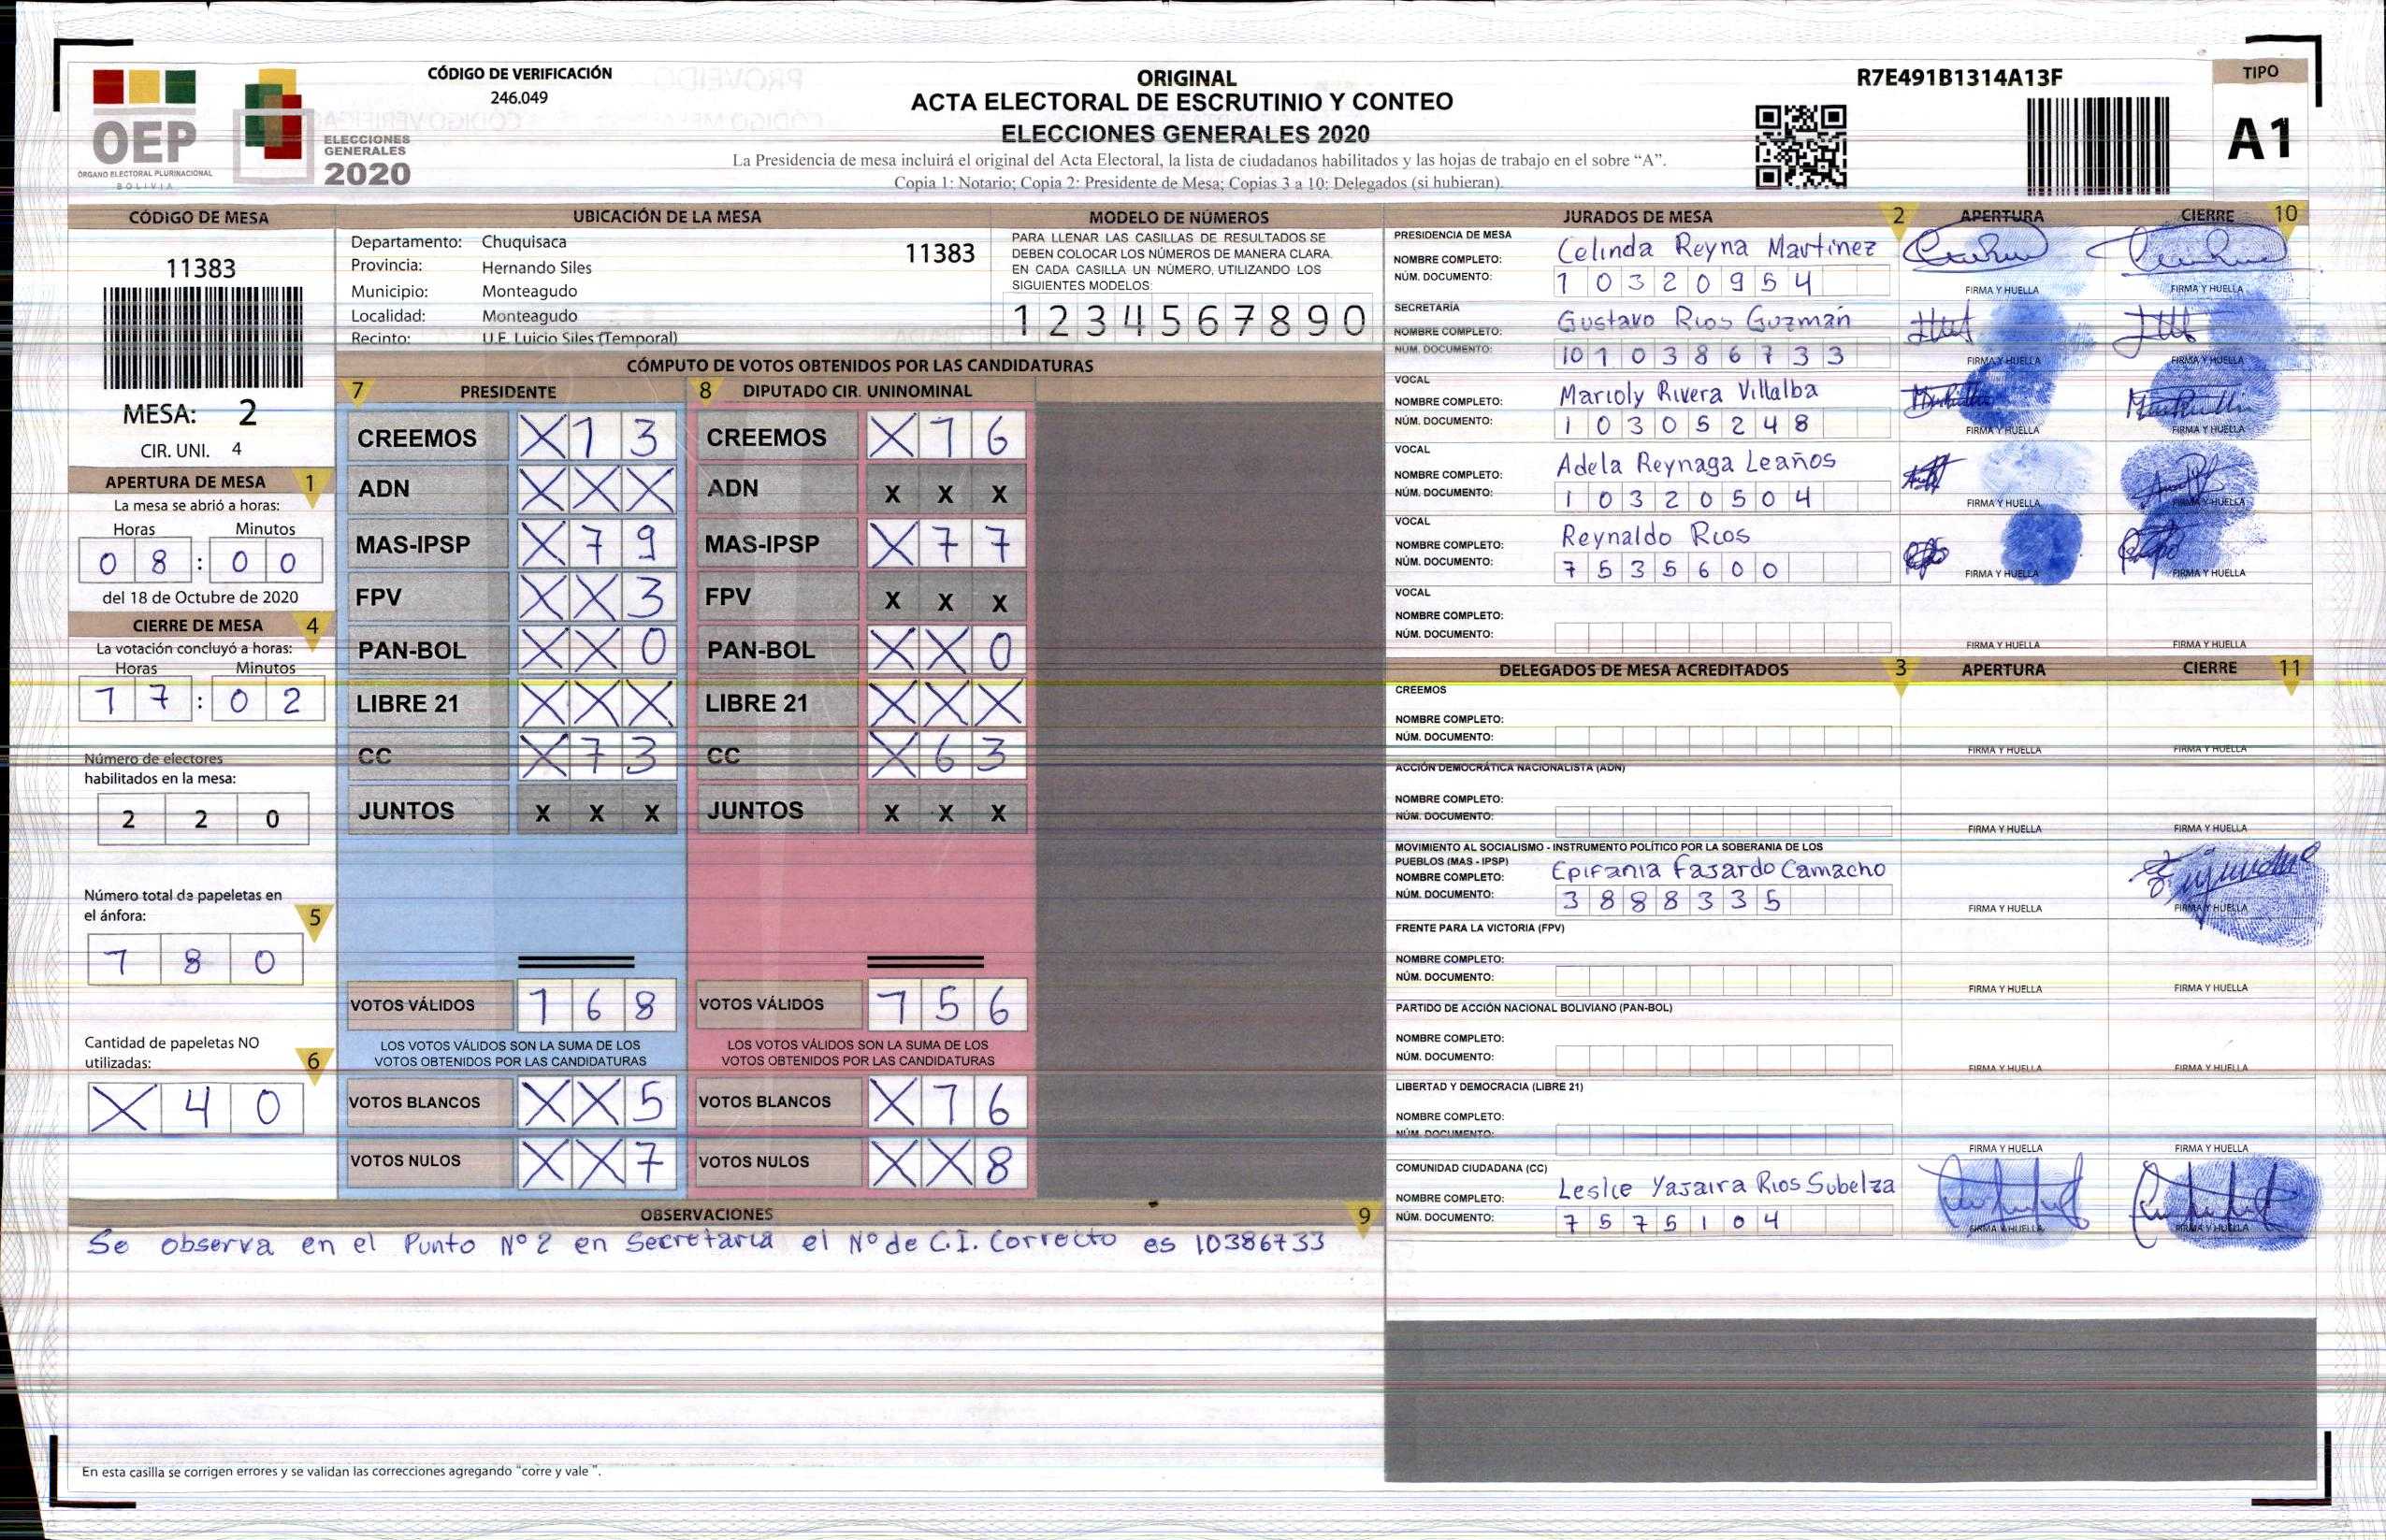 CÓDIGO DE VERIFICACIÓN
246.049
OEP
ÓRGANO ELECTORAL PLURINACIONAL
BOLIVIA
ELECCIONES
GENERALES
2020
ORIGINAL
ACTA ELECTORAL DE ESCRUTINIO Y CONTEO
ELECCIONES GENERALES 2020
La Presidencia de mesa incluirá el original del Acta Electoral, la lista de ciudadanos habilitados y las hojas de trabajo en el sobre “A”.
Copia 1: Notario; Copia 2: Presidente de Mesa; Copias 3 a 10: Delegados (si hubieran).
R7E491B1314A13F
TIPO
A1
CÓDIGO DE MESA
11383
MESA: 2
CIR. UNI. 4
APERTURA DE MESA 1
La mesa se abrió a horas:
Horas Minutos
0 8 : 0 0
del 18 de Octubre de 2020
CIERRE DE MESA 4
La votación concluyó a horas:
Horas Minutos
1 7 : 0 2
Número de electores
habilitados en la mesa:
2 2 0
Número total de papeletas en
el ánfora: 5
1 8 0
Cantidad de papeletas NO
utilizadas: 6
X 4 0
UBICACIÓN DE LA MESA
Departamento: Chuquisaca 11383
Provincia: Hernando Siles
Municipio: Monteagudo
Localidad: Monteagudo
Recinto: U.E. Luicio Siles (Temporal)
MODELO DE NÚMEROS
PARA LLENAR LAS CASILLAS DE RESULTADOS SE
DEBEN COLOCAR LOS NÚMEROS DE MANERA CLARA.
EN CADA CASILLA UN NÚMERO, UTILIZANDO LOS
SIGUIENTES MODELOS:
1 2 3 4 5 6 7 8 9 0
CÓMPUTO DE VOTOS OBTENIDOS POR LAS CANDIDATURAS
7 PRESIDENTE 8 DIPUTADO CIR. UNINOMINAL
CREEMOS X 1 3 CREEMOS X 1 6
ADN X X X ADN X X X
MAS-IPSP X 7 9 MAS-IPSP X 7 7
FPV X X 3 FPV X X X
PAN-BOL X X 0 PAN-BOL X X 0
LIBRE 21 X X X LIBRE 21 X X X
CC X 7 3 CC X 6 3
JUNTOS X X X JUNTOS X X X
VOTOS VÁLIDOS 1 6 8 VOTOS VÁLIDOS 1 5 6
LOS VOTOS VÁLIDOS SON LA SUMA DE LOS LOS VOTOS VÁLIDOS SON LA SUMA DE LOS
VOTOS OBTENIDOS POR LAS CANDIDATURAS VOTOS OBTENIDOS POR LAS CANDIDATURAS
VOTOS BLANCOS X X 5 VOTOS BLANCOS X 1 6
VOTOS NULOS X X 7 VOTOS NULOS X X 8
OBSERVACIONES 9
Se observa en el Punto Nº 2 en Secretaria el Nº de C.I. Correcto es 10386733
En esta casilla se corrigen errores y se validan las correcciones agregando “corre y vale”.
JURADOS DE MESA 2 APERTURA CIERRE 10
PRESIDENCIA DE MESA
NOMBRE COMPLETO: Celinda Reyna Martinez
NÚM. DOCUMENTO: 1 0 3 2 0 9 5 4
FIRMA Y HUELLA FIRMA Y HUELLA
SECRETARÍA
NOMBRE COMPLETO: Gustavo Rios Guzmán
NÚM. DOCUMENTO: 10 1 0 3 8 6 7 3 3
FIRMA Y HUELLA FIRMA Y HUELLA
VOCAL
NOMBRE COMPLETO: Marioly Rivera Villalba
NÚM. DOCUMENTO: 1 0 3 0 5 2 4 8
FIRMA Y HUELLA FIRMA Y HUELLA
VOCAL
NOMBRE COMPLETO: Adela Reynaga Leaños
NÚM. DOCUMENTO: 1 0 3 2 0 5 0 4
FIRMA Y HUELLA FIRMA Y HUELLA
VOCAL
NOMBRE COMPLETO: Reynaldo Rios
NÚM. DOCUMENTO: 7 5 3 5 6 0 0
FIRMA Y HUELLA FIRMA Y HUELLA
VOCAL
NOMBRE COMPLETO:
NÚM. DOCUMENTO:
FIRMA Y HUELLA FIRMA Y HUELLA
DELEGADOS DE MESA ACREDITADOS 3 APERTURA CIERRE 11
CREEMOS
NOMBRE COMPLETO:
NÚM. DOCUMENTO:
FIRMA Y HUELLA FIRMA Y HUELLA
ACCIÓN DEMOCRÁTICA NACIONALISTA (ADN)
NOMBRE COMPLETO:
NÚM. DOCUMENTO:
FIRMA Y HUELLA FIRMA Y HUELLA
MOVIMIENTO AL SOCIALISMO - INSTRUMENTO POLÍTICO POR LA SOBERANIA DE LOS
PUEBLOS (MAS - IPSP)
NOMBRE COMPLETO: Epifania Fajardo Camacho
NÚM. DOCUMENTO: 3 8 8 8 3 3 5
FIRMA Y HUELLA FIRMA Y HUELLA
FRENTE PARA LA VICTORIA (FPV)
NOMBRE COMPLETO:
NÚM. DOCUMENTO:
FIRMA Y HUELLA FIRMA Y HUELLA
PARTIDO DE ACCIÓN NACIONAL BOLIVIANO (PAN-BOL)
NOMBRE COMPLETO:
NÚM. DOCUMENTO:
FIRMA Y HUELLA FIRMA Y HUELLA
LIBERTAD Y DEMOCRACIA (LIBRE 21)
NOMBRE COMPLETO:
NÚM. DOCUMENTO:
FIRMA Y HUELLA FIRMA Y HUELLA
COMUNIDAD CIUDADANA (CC)
NOMBRE COMPLETO: Leslie Yajaira Rios Subelza
NÚM. DOCUMENTO: 7 5 7 5 1 0 4
FIRMA Y HUELLA FIRMA Y HUELLA